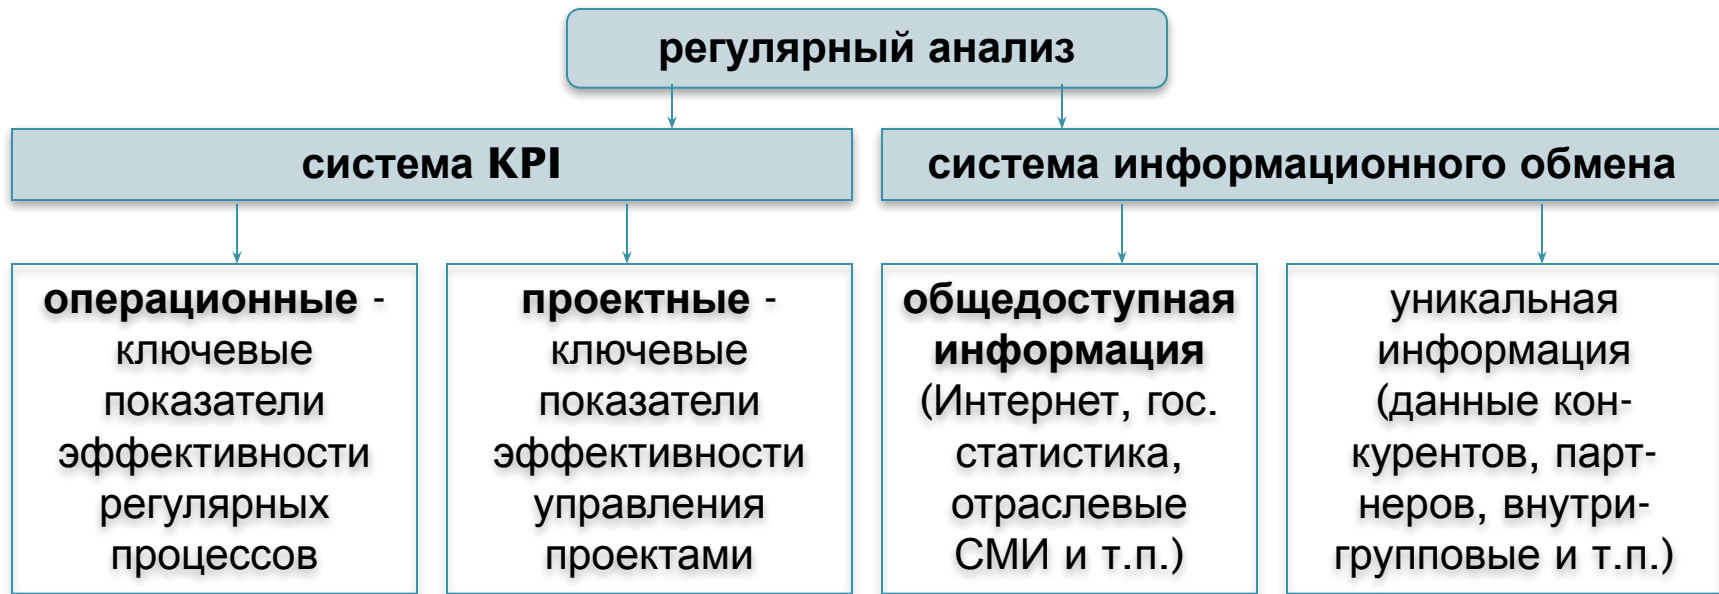 регулярный анализ
система KPI
система информационного обмена
операционные -
ключевые
показатели
эффективности
регулярных
процессов
проектные -
ключевые
показатели
эффективности
управления
проектами
общедоступная
информация
(Интернет, гос.
статистика,
отраслевые
СМИ и т.п.)
уникальная
информация
(данные кон-
курентов, парт-
неров, внутри-
групповые и т.п.)